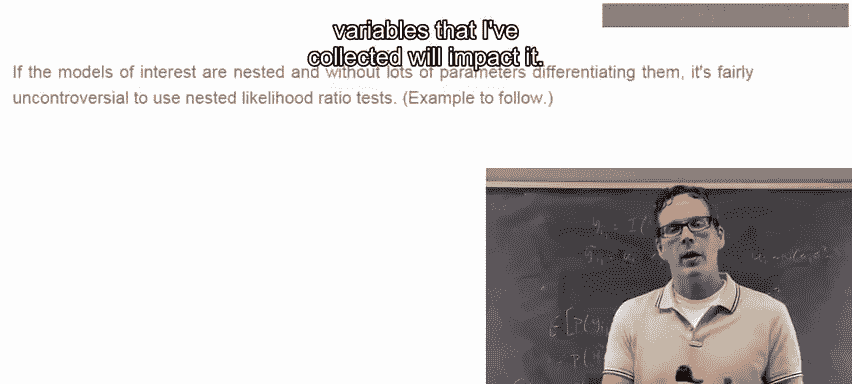 variables that I've
collected will impact it.
If the models of interest are nested and without lots of parameters differentiating them, it's fairly
uncontroversial to use nested likelihood ratio tests. (Example to follow.)